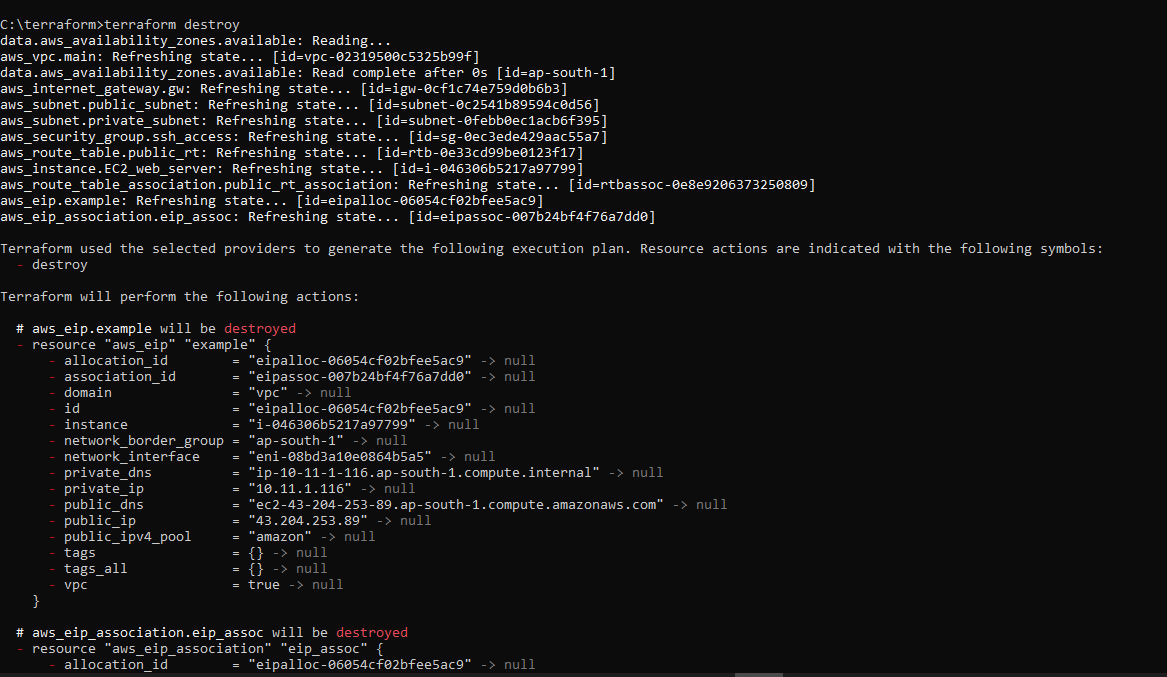 C:\terraform>terraform destroy
data.aws_availability_zones.available: Reading...
aws_vpc.main: Refreshing state... [id=vpc-02319500c5325b99f]
data.aws_availability_zones.available: Read complete after 0s [id=ap-south-1]
aws_internet_gateway.gw: Refreshing state... [id=igw-0cf1c74e759d0b6b3]
aws_subnet.public_subnet: Refreshing state... [id=subnet-0c2541b89594c0d56]
aws_subnet.private_subnet: Refreshing state... [id=subnet-0febb0ec1acb6f395]
aws_security_group.ssh_access: Refreshing state... [id=sg-0ec3ede429aac55a7]
aws_route_table.public_rt: Refreshing state... [id=rtb-0e33cd99be0123f17]
aws_instance.EC2_web_server: Refreshing state... [id=i-046306b5217a97799]
aws_route_table_association.public_rt_association: Refreshing state... [id=rtbassoc-0e8e9206373250809]
aws_eip.example: Refreshing state... [id=eipalloc-06054cf02bfee5ac9]
aws_eip_association.eip_assoc: Refreshing state... [id=eipassoc-007b24bf4f76a7dd0]
Terraform used the selected providers to generate the following execution plan. Resource actions are indicated with the following symbols:
- destroy
Terraform will perform the following actions:
# aws_eip.example will be destroyed
- resource "aws_eip" "example" {
- allocation_id = "eipalloc-06054cf02bfee5ac9" -> null
- association_id = "eipassoc-007b24bf4f76a7dd0" -> null
- domain = "vpc" -> null
- id = "eipalloc-06054cf02bfee5ac9" -> null
- instance = "i-046306b5217a97799" -> null
- network_border_group = "ap-south-1" -> null
- network_interface = "eni-08bd3a10e0864b5a5" -> null
- private_dns = "ip-10-11-1-116.ap-south-1.compute.internal" -> null
- private_ip = "10.11.1.116" -> null
- public_dns = "ec2-43-204-253-89.ap-south-1.compute.amazonaws.com" -> null
- public_ip = "43.204.253.89" -> null
- public_ipv4_pool = "amazon" -> null
- tags = {} -> null
- tags_all = {} -> null
- vpc = true -> null
}
# aws_eip_association.eip_assoc will be destroyed
- resource "aws_eip_association" "eip_assoc" {
- allocation_id = "eipalloc-06054cf02bfee5ac9" -> null